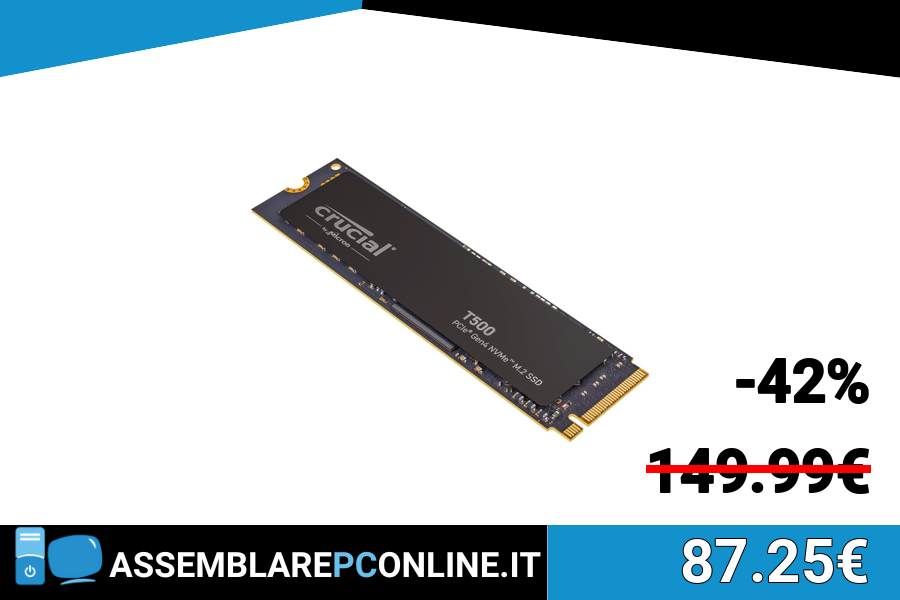 crucial
by Micron
T500
PCIe® Gen4 NVMe™ M.2 SSD
-42%
149.99€
ASSEMBLAREPCONLINE.IT
87.25€